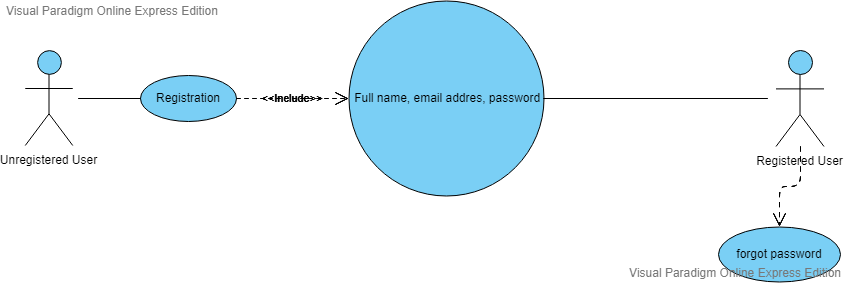 Visual Paradigm Online Express Edition
Registration
<<Include>>
Full name, email addres, password
Unregistered User
Registered User
forgot password
Visual Paradigm Online Express Edition